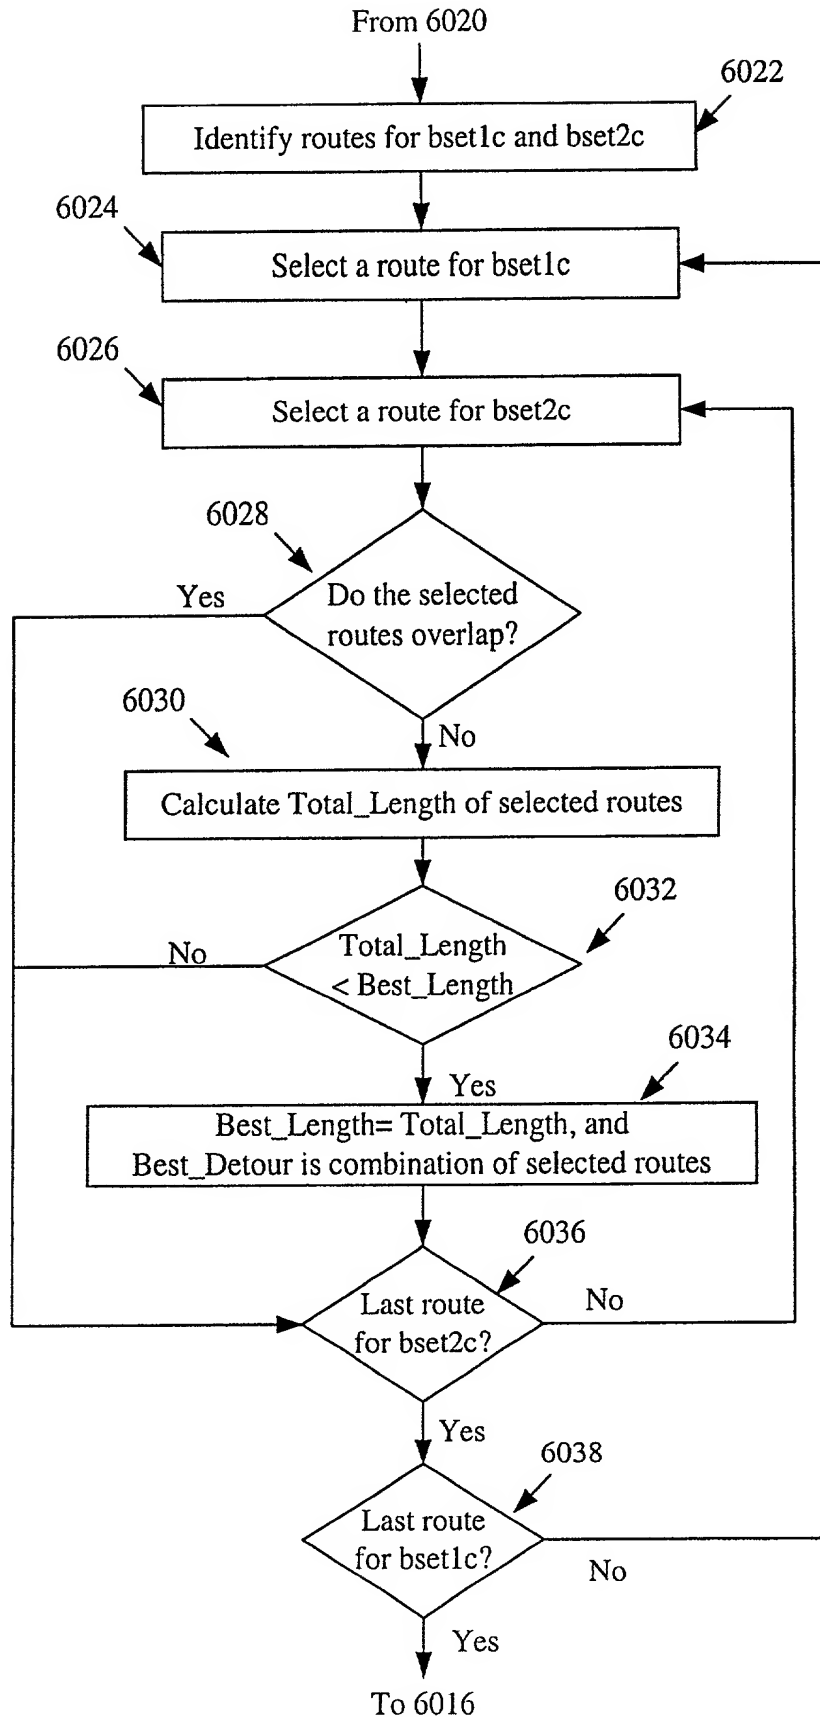 From 6020
6022
Identify routes for bset1c and bset2c
6024
Select a route for bset1c
6026
Select a route for bset2c
6028
Yes
Do the selected
routes overlap?
6030
No
Calculate Total_Length of selected routes
6032
No
Total_Length
< Best_Length
6034
Yes
Best_Length= Total_Length, and
Best_Detour is combination of selected routes
6036
Last route
for bset2c?
No
Yes
6038
Last route
for bset1c?
No
Yes
To 6016